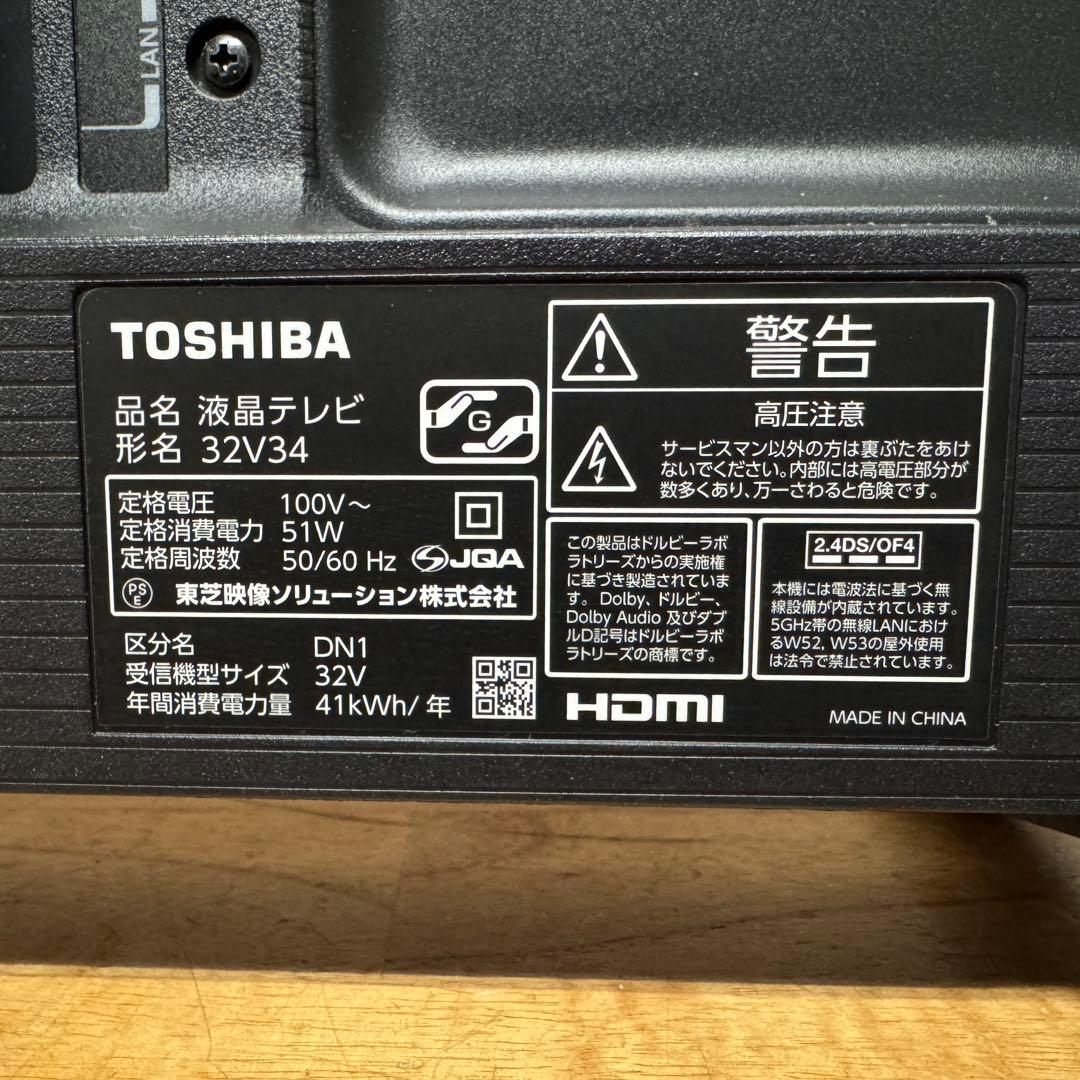 LAN
TOSHIBA
品名 液晶テレビ
形名 32V34
G
定格電圧 100V～
定格消費電力 51W
定格周波数 50/60 Hz
JQA
PS
E
東芝映像ソリューション株式会社
区分名 DN1
受信機型サイズ 32V
年間消費電力量 41kWh/年
警告
高圧注意
サービスマン以外の方は裏ぶたをあけ
ないでください。内部には高電圧部分が
数多くあり、万一さわると危険です。
この製品はドルビーラボ
ラトリーズからの実施権
に基づき製造されていま
す。Dolby、ドルビー、
Dolby Audio 及びダブ
ルD記号はドルビーラボ
ラトリーズの商標です。
2.4DS/OF4
本機には電波法に基づく無
線設備が内蔵されています。
5GHz帯の無線LANにおけ
るW52, W53の屋外使用
は法令で禁止されています。
HDMI
MADE IN CHINA